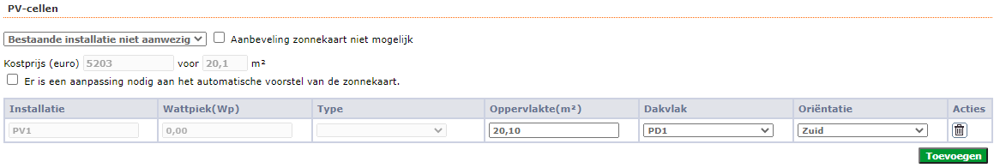 PV-cellen
Bestaande installatie niet aanwezig Aanbeveling zonnekaart niet mogelijk
Kostprijs (euro) 5203 voor 20,1 m²
Er is een aanpassing nodig aan het automatische voorstel van de zonnekaart.
Installatie Wattpiek(Wp) Type Oppervlakte(m²) Dakvlak Oriëntatie Acties
PV1 0,00 20,10 PD1 Zuid
Toevoegen